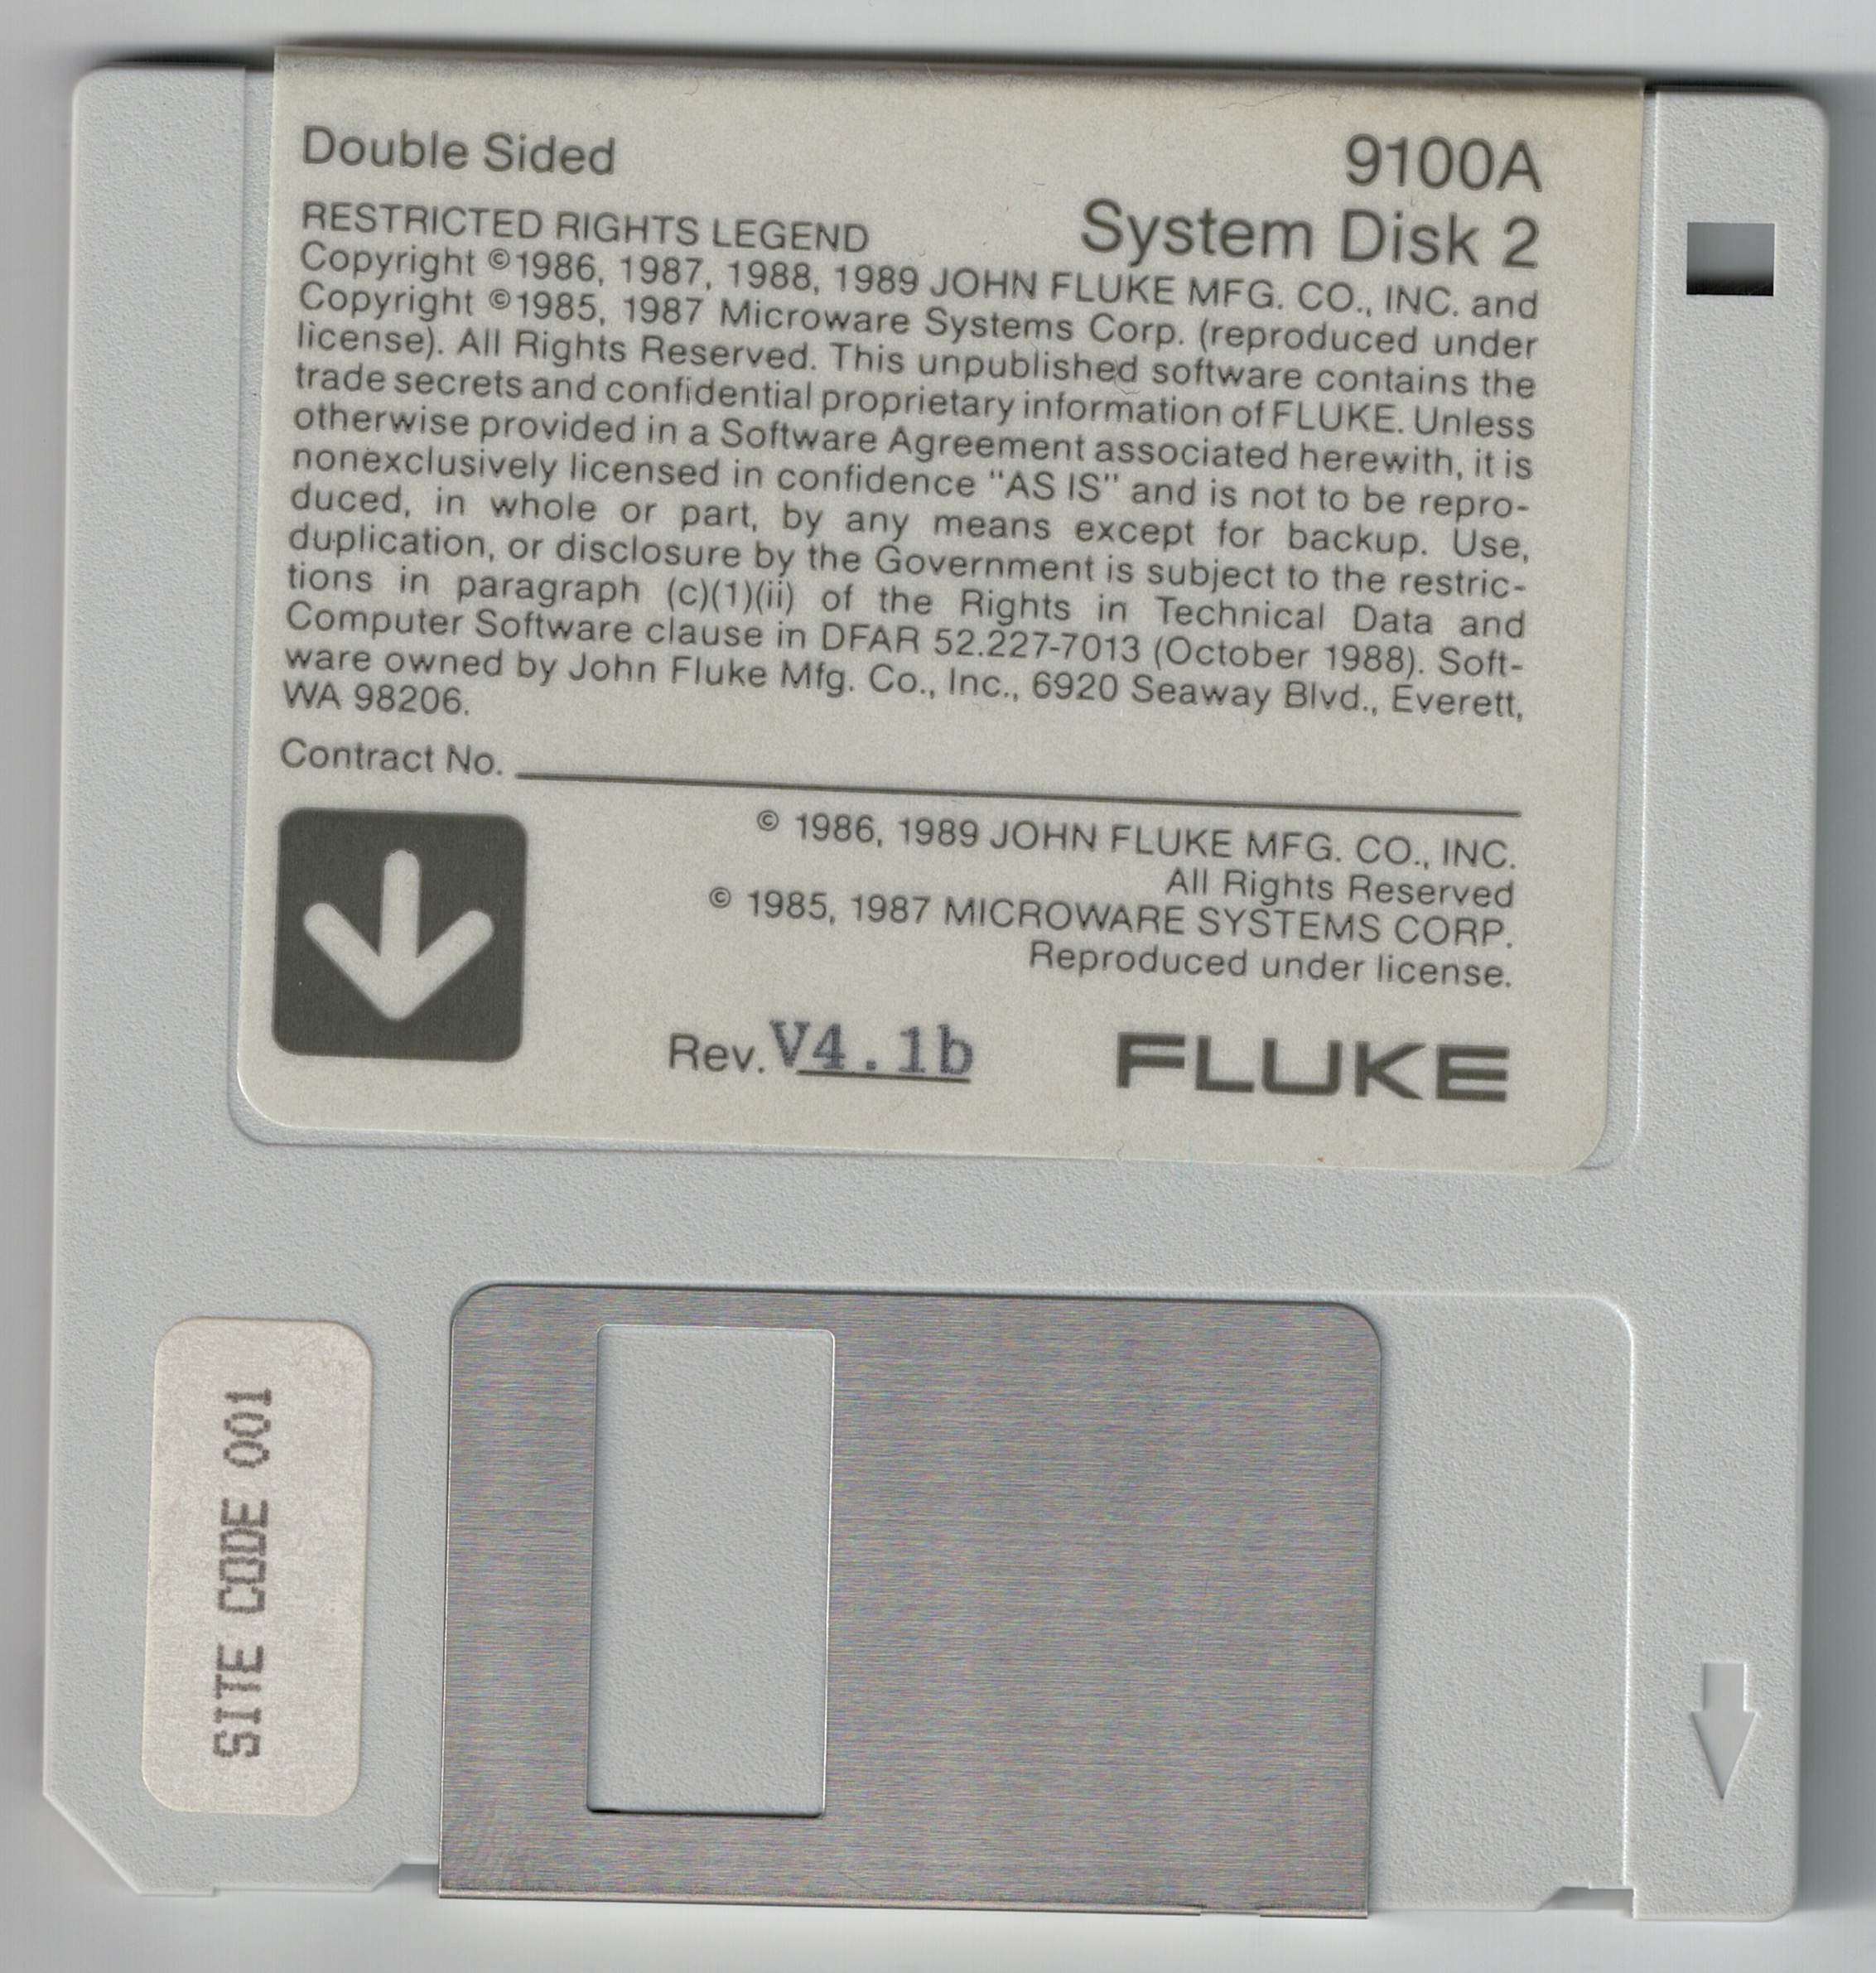 Double Sided
9100A
System Disk 2
RESTRICTED RIGHTS LEGEND
Copyright ©1986, 1987, 1988, 1989 JOHN FLUKE MFG. CO., INC. and
Copyright ©1985, 1987 Microware Systems Corp. (reproduced under
license). All Rights Reserved. This unpublished software contains the
trade secrets and confidential proprietary information of FLUKE. Unless
otherwise provided in a Software Agreement associated herewith, it is
nonexclusively licensed in confidence "AS IS" and is not to be repro-
duced, in whole or part, by any means except for backup. Use,
duplication, or disclosure by the Government is subject to the restric-
tions in paragraph (c)(1)(ii) of the Rights in Technical Data and
Computer Software clause in DFAR 52.227-7013 (October 1988). Soft-
ware owned by John Fluke Mfg. Co., Inc., 6920 Seaway Blvd., Everett,
WA 98206.
Contract No.
© 1986, 1989 JOHN FLUKE MFG. CO., INC.
All Rights Reserved
© 1985, 1987 MICROWARE SYSTEMS CORP.
Reproduced under license.
Rev. V4.1b
FLUKE
SITE CODE 001